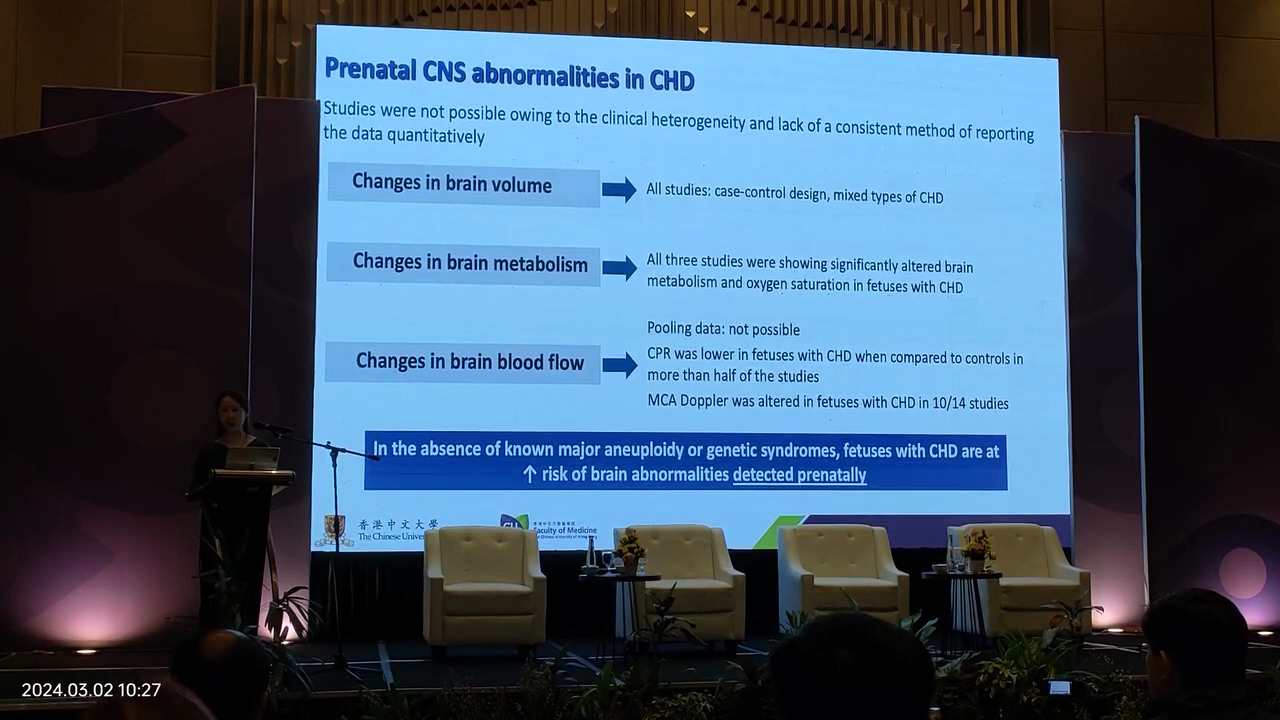 Prenatal CNS abnormalities in CHD
Studies were not possible owing to the clinical heterogeneity and lack of a consistent method of reporting
the data quantitatively
Changes in brain volume
All studies: case-control design, mixed types of CHD
Changes in brain metabolism
All three studies were showing significantly altered brain
metabolism and oxygen saturation in fetuses with CHD
Changes in brain blood flow
Pooling data: not possible
CPR was lower in fetuses with CHD when compared to controls in
more than half of the studies
MCA Doppler was altered in fetuses with CHD in 10/14 studies
In the absence of known major aneuploidy or genetic syndromes, fetuses with CHD are at
↑ risk of brain abnormalities detected prenatally
香港中文大學
The Chinese
Faculty of Medicine
2024.03.02 10:27